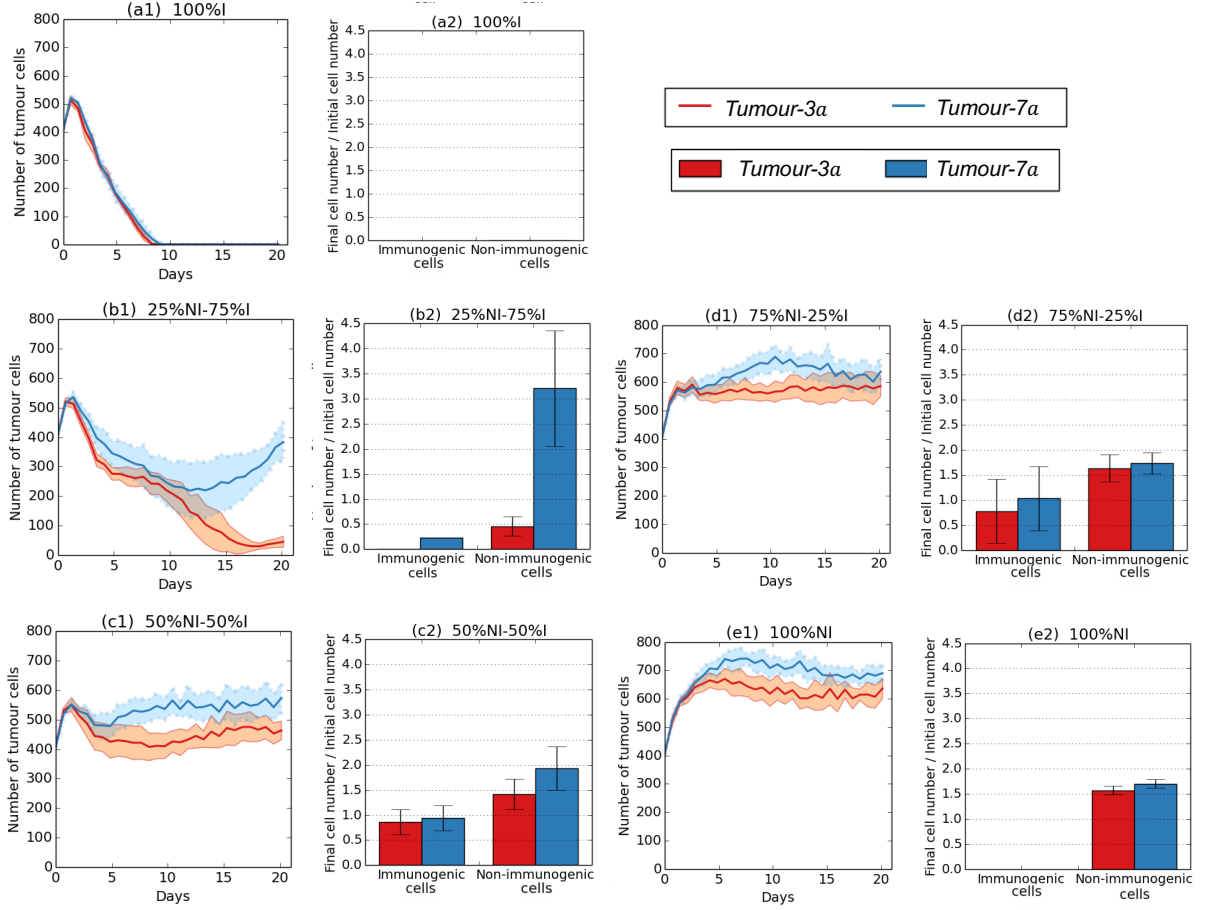 (a1) 100%I
800
700
600
500
400
300
200
100
0
0 5 10 15 20
Number of tumour cells
Days
(a2) 100%I
4.5
4.0
3.5
3.0
2.5
2.0
1.5
1.0
0.5
0.0
Final cell number / Initial cell number
Immunogenic Non-immunogenic
cells cells
Tumour-3a Tumour-7a
Tumour-3a Tumour-7a
(b1) 25%NI-75%I
800
700
600
500
400
300
200
100
0
0 5 10 15 20
Number of tumour cells
Days
(b2) 25%NI-75%I
4.5
4.0
3.5
3.0
2.5
2.0
1.5
1.0
0.5
0.0
Final cell number / Initial cell number
Immunogenic Non-immunogenic
cells cells
(d1) 75%NI-25%I
800
700
600
500
400
300
200
100
0
0 5 10 15 20
Number of tumour cells
Days
(d2) 75%NI-25%I
4.5
4.0
3.5
3.0
2.5
2.0
1.5
1.0
0.5
0.0
Final cell number / Initial cell number
Immunogenic Non-immunogenic
cells cells
(c1) 50%NI-50%I
800
700
600
500
400
300
200
100
0
0 5 10 15 20
Number of tumour cells
Days
(c2) 50%NI-50%I
4.5
4.0
3.5
3.0
2.5
2.0
1.5
1.0
0.5
0.0
Final cell number / Initial cell number
Immunogenic Non-immunogenic
cells cells
(e1) 100%NI
800
700
600
500
400
300
200
100
0
0 5 10 15 20
Number of tumour cells
Days
(e2) 100%NI
4.5
4.0
3.5
3.0
2.5
2.0
1.5
1.0
0.5
0.0
Final cell number / Initial cell number
Immunogenic Non-immunogenic
cells cells